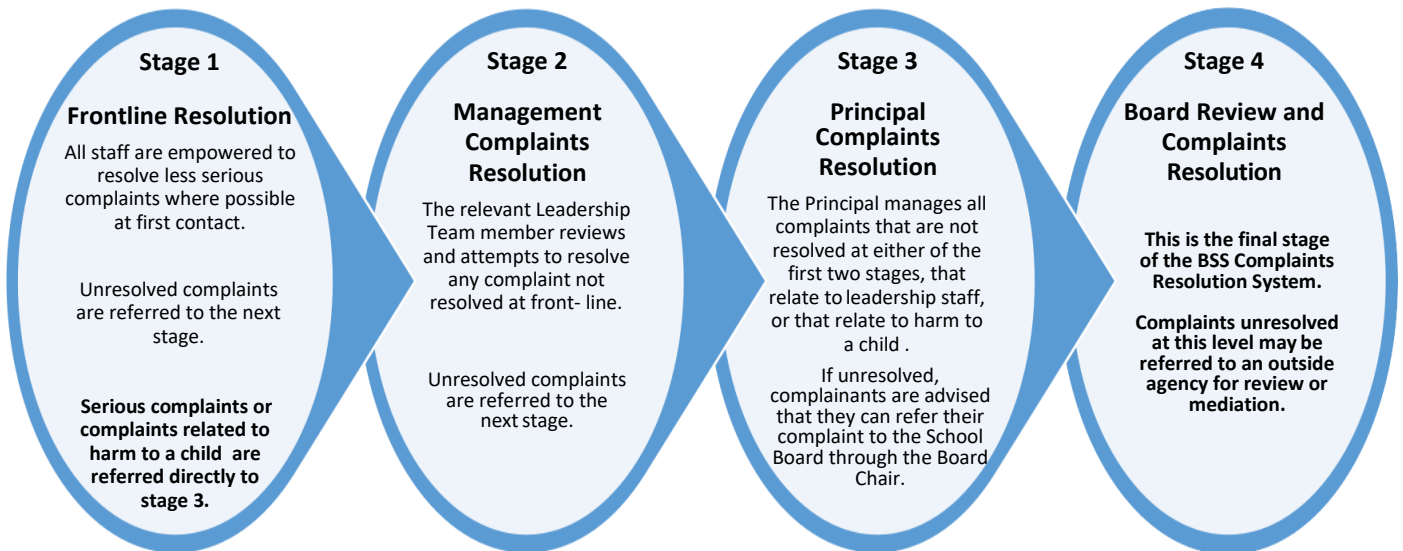 Stage 1
Frontline Resolution
All staff are empowered to
resolve less serious
complaints where possible
at first contact.
Unresolved complaints
are referred to the next
stage.
Serious complaints or
complaints related to
harm to a child are
referred directly to
stage 3.
Stage 2
Management
Complaints
Resolution
The relevant Leadership
Team member reviews
and attempts to resolve
any complaint not
resolved at front- line.
Unresolved complaints
are referred to the
next stage.
Stage 3
Principal
Complaints
Resolution
The Principal manages all
complaints that are not
resolved at either of the
first two stages, that
relate to leadership staff,
or that relate to harm to
a child .
If unresolved,
complainants are advised
that they can refer their
complaint to the School
Board through the Board
Chair.
Stage 4
Board Review and
Complaints
Resolution
This is the final stage
of the BSS Complaints
Resolution System.
Complaints unresolved
at this level may be
referred to an outside
agency for review or
mediation.